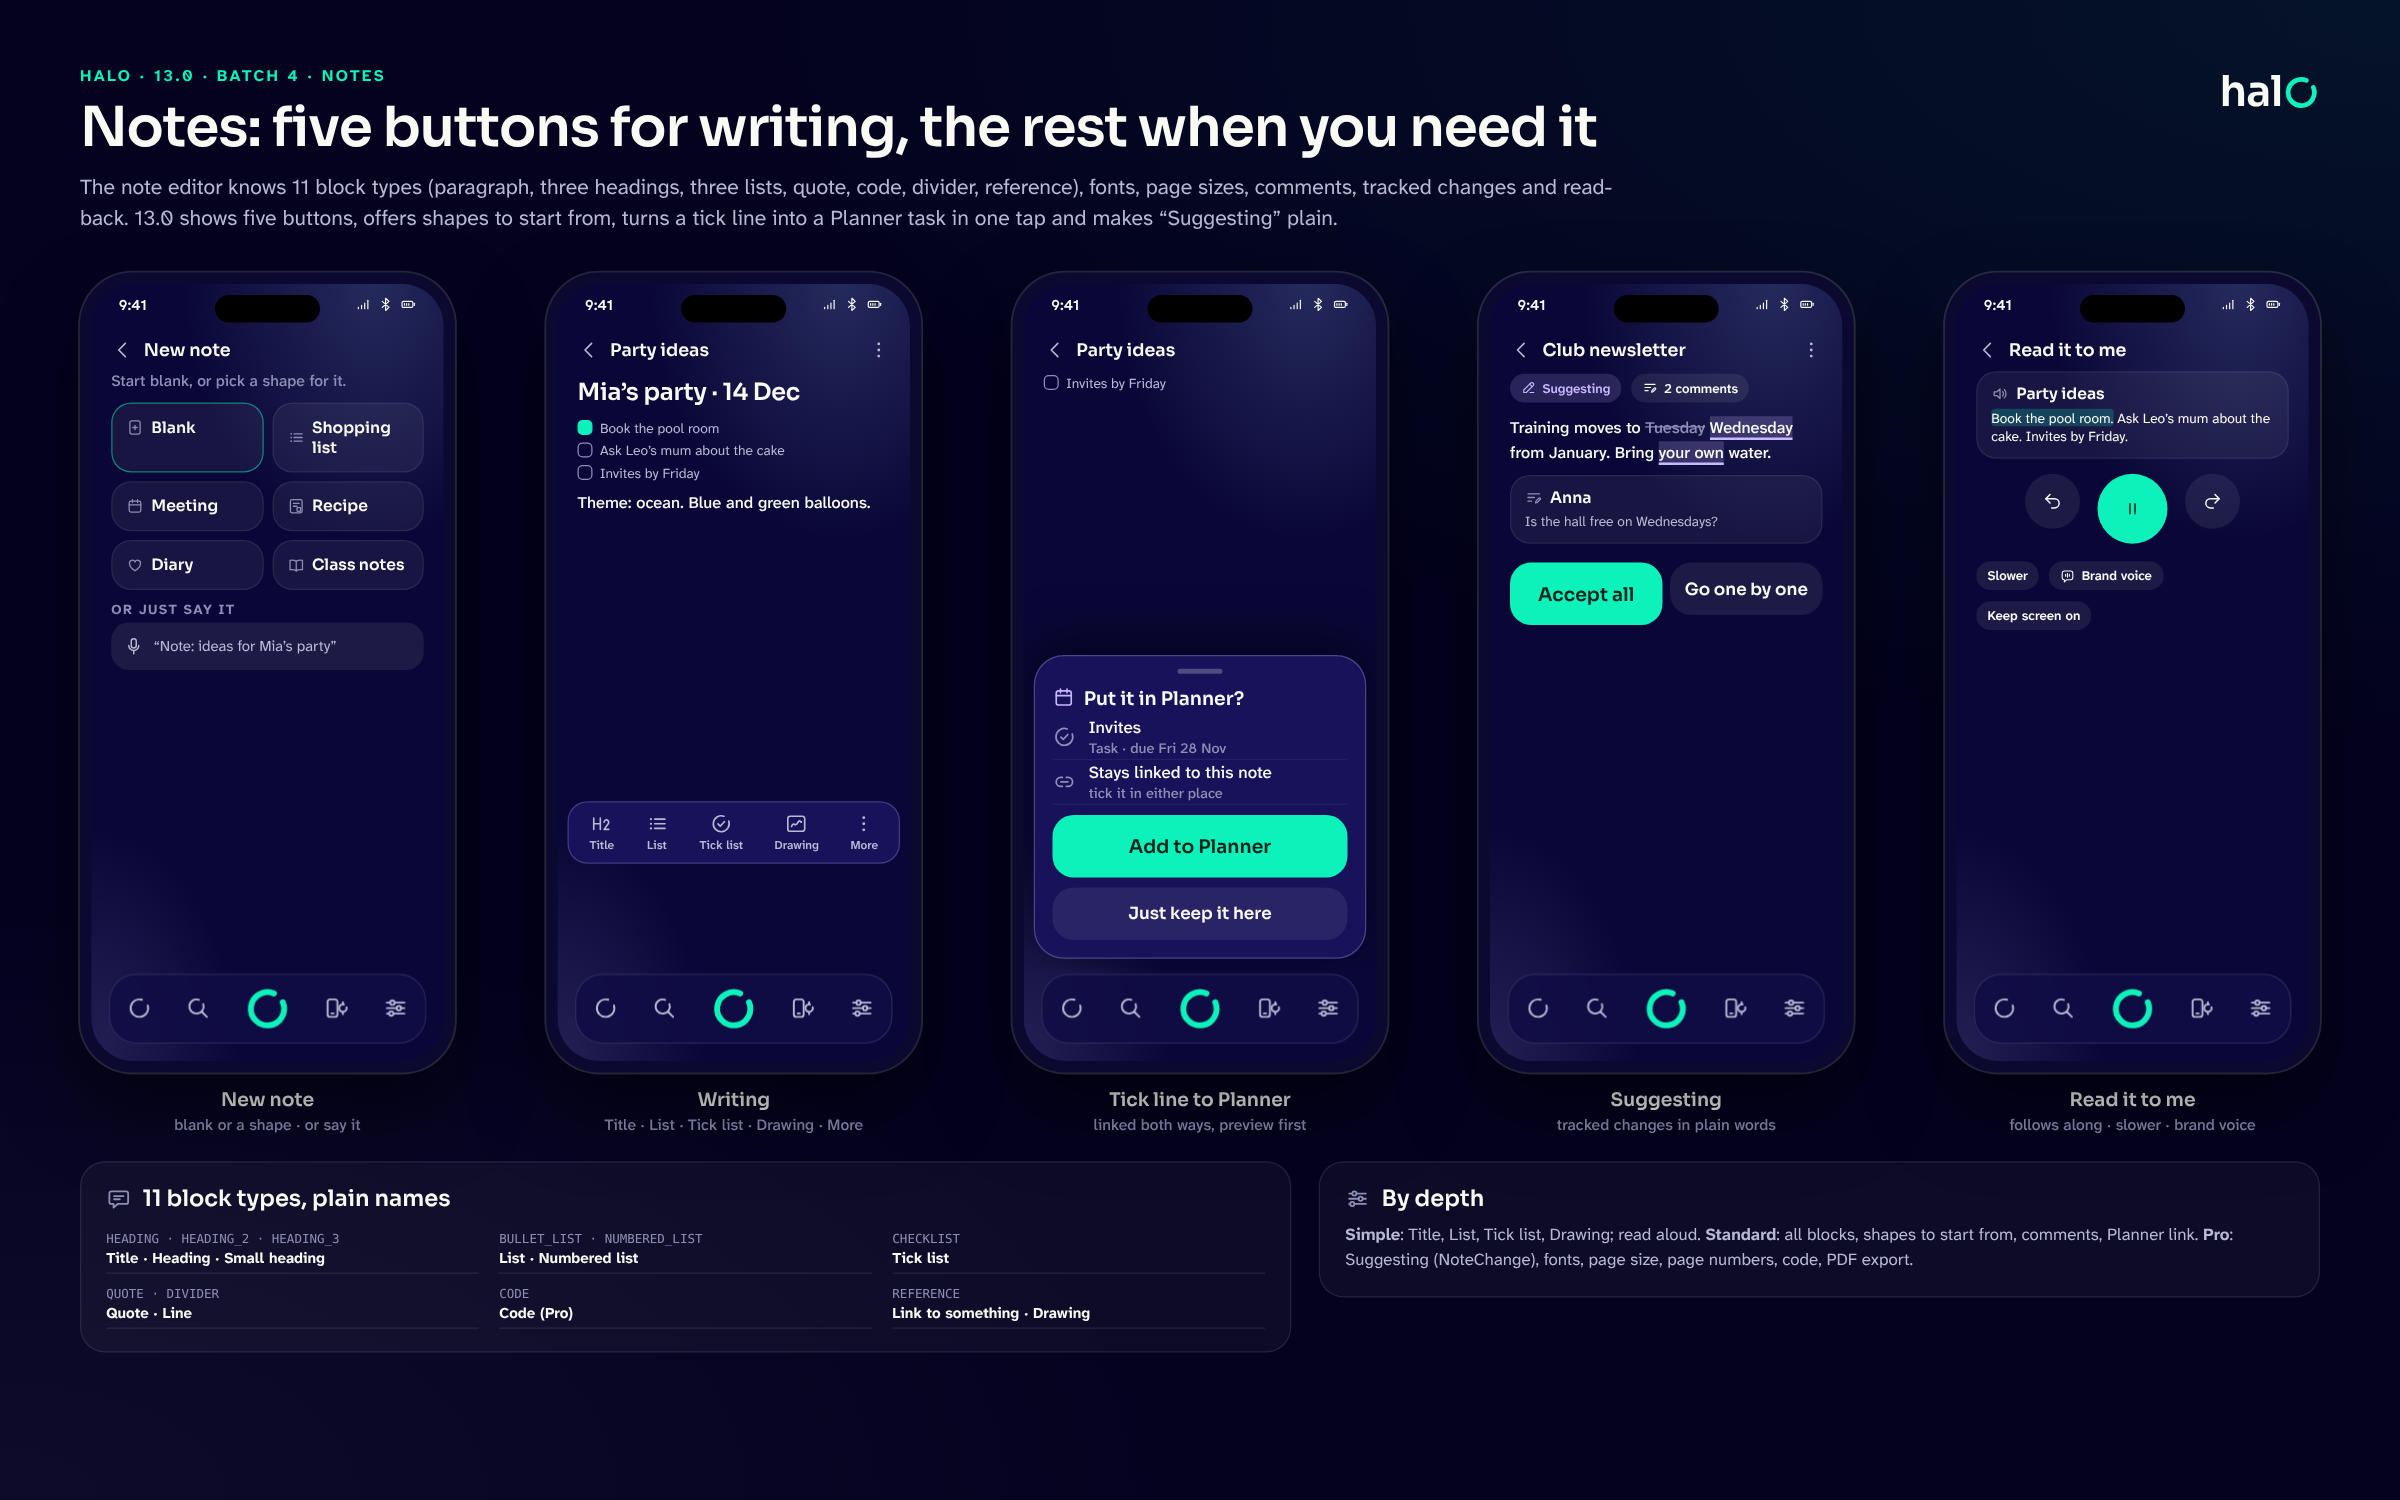 HALO · 13.0 · BATCH 4 · NOTES
halo
Notes: five buttons for writing, the rest when you need it
The note editor knows 11 block types (paragraph, three headings, three lists, quote, code, divider, reference), fonts, page sizes, comments, tracked changes and read-
back. 13.0 shows five buttons, offers shapes to start from, turns a tick line into a Planner task in one tap and makes “Suggesting” plain.
9:41
New note
Start blank, or pick a shape for it.
Blank
Shopping
list
Meeting
Recipe
Diary
Class notes
OR JUST SAY IT
“Note: ideas for Mia’s party”
New note
blank or a shape · or say it
9:41
Party ideas
Mia’s party · 14 Dec
Book the pool room
Ask Leo’s mum about the cake
Invites by Friday
Theme: ocean. Blue and green balloons.
H2
Title
List
Tick list
Drawing
More
Writing
Title · List · Tick list · Drawing · More
9:41
Party ideas
Invites by Friday
Put it in Planner?
Invites
Task · due Fri 28 Nov
Stays linked to this note
tick it in either place
Add to Planner
Just keep it here
Tick line to Planner
linked both ways, preview first
9:41
Club newsletter
Suggesting
2 comments
Training moves to Tuesday Wednesday
from January. Bring your own water.
Anna
Is the hall free on Wednesdays?
Accept all
Go one by one
Suggesting
tracked changes in plain words
9:41
Read it to me
Party ideas
Book the pool room. Ask Leo’s mum about the
cake. Invites by Friday.
Slower
Brand voice
Keep screen on
Read it to me
follows along · slower · brand voice
11 block types, plain names
HEADING · HEADING_2 · HEADING_3
Title · Heading · Small heading
BULLET_LIST · NUMBERED_LIST
List · Numbered list
CHECKLIST
Tick list
QUOTE · DIVIDER
Quote · Line
CODE
Code (Pro)
REFERENCE
Link to something · Drawing
By depth
Simple: Title, List, Tick list, Drawing; read aloud. Standard: all blocks, shapes to start from, comments, Planner link. Pro:
Suggesting (NoteChange), fonts, page size, page numbers, code, PDF export.